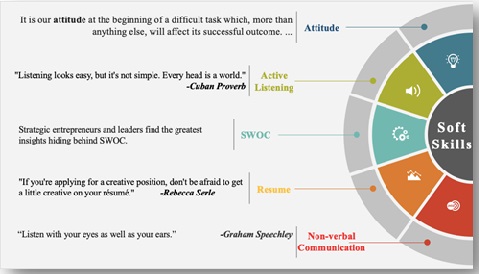 It is our attitude at the beginning of a difficult task which, more than
anything else, will affect its successful outcome. ...
Attitude
"Listening looks easy, but it's not simple. Every head is a world."
-Cuban Proverb
Active
Listening
Strategic entrepreneurs and leaders find the greatest
insights hiding behind SWOC.
SWOC
"If you're applying for a creative position, don't be afraid to get
a little creative on your résumé." -Rebecca Serle
Resume
“Listen with your eyes as well as your ears.” -Graham Speechley
Non-verbal
Communication
Soft
Skills